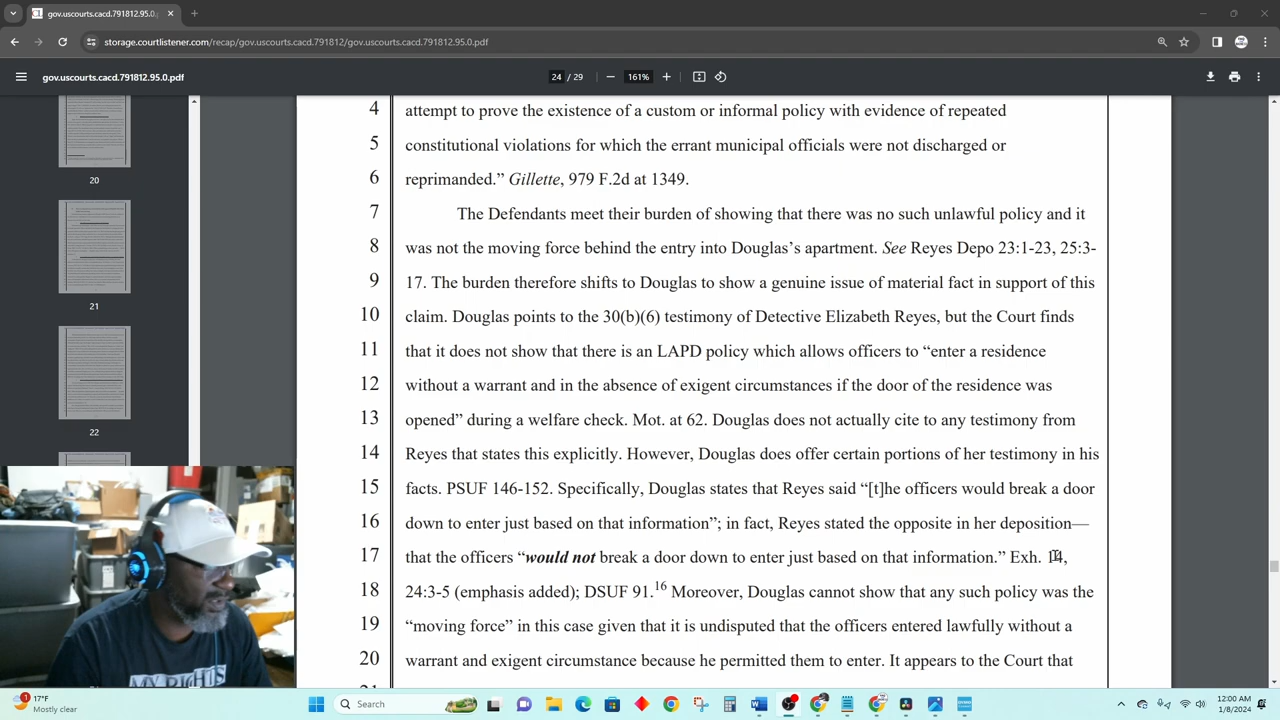 gov.uscourts.cacd.791812.95.0.p
storage.courtlistener.com/recap/gov.uscourts.cacd.791812/gov.uscourts.cacd.791812.95.0.pdf
gov.uscourts.cacd.791812.95.0.pdf
24 / 29
161%
20
21
22
4 attempt to prove the existence of a custom or informal policy with evidence of repeated
5 constitutional violations for which the errant municipal officials were not discharged or
6 reprimanded.” Gillette, 979 F.2d at 1349.
7 The Defendants meet their burden of showing that there was no such unlawful policy and it
8 was not the moving force behind the entry into Douglas’s apartment. See Reyes Depo 23:1-23, 25:3-
9 17. The burden therefore shifts to Douglas to show a genuine issue of material fact in support of this
10 claim. Douglas points to the 30(b)(6) testimony of Detective Elizabeth Reyes, but the Court finds
11 that it does not show that there is an LAPD policy which allows officers to “enter a residence
12 without a warrant and in the absence of exigent circumstances if the door of the residence was
13 opened” during a welfare check. Mot. at 62. Douglas does not actually cite to any testimony from
14 Reyes that states this explicitly. However, Douglas does offer certain portions of her testimony in his
15 facts. PSUF 146-152. Specifically, Douglas states that Reyes said “[t]he officers would break a door
16 down to enter just based on that information”; in fact, Reyes stated the opposite in her deposition—
17 that the officers “would not break a door down to enter just based on that information.” Exh. 14,
18 24:3-5 (emphasis added); DSUF 91.16 Moreover, Douglas cannot show that any such policy was the
19 “moving force” in this case given that it is undisputed that the officers entered lawfully without a
20 warrant and exigent circumstance because he permitted them to enter. It appears to the Court that
MY RIGHTS
17°F
Mostly clear
Search
12:00 AM
1/8/2024